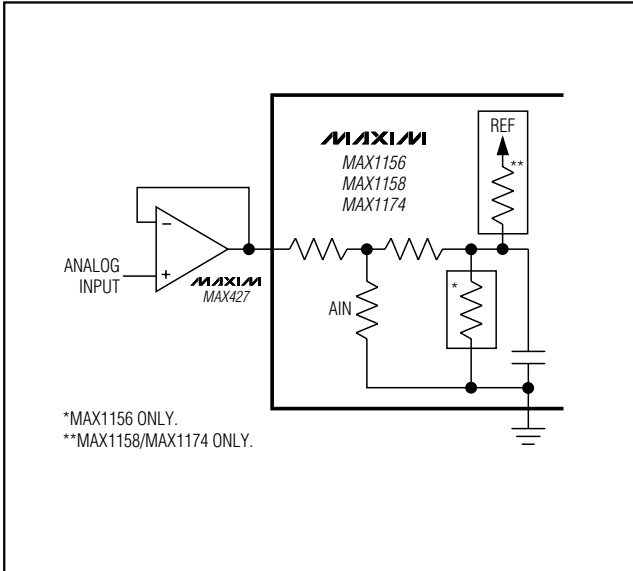 REF
**
MAXIM
MAX1156
MAX1158
MAX1174
−
+
ANALOG
INPUT
MAXIM
MAX427
AIN
*
*MAX1156 ONLY.
**MAX1158/MAX1174 ONLY.